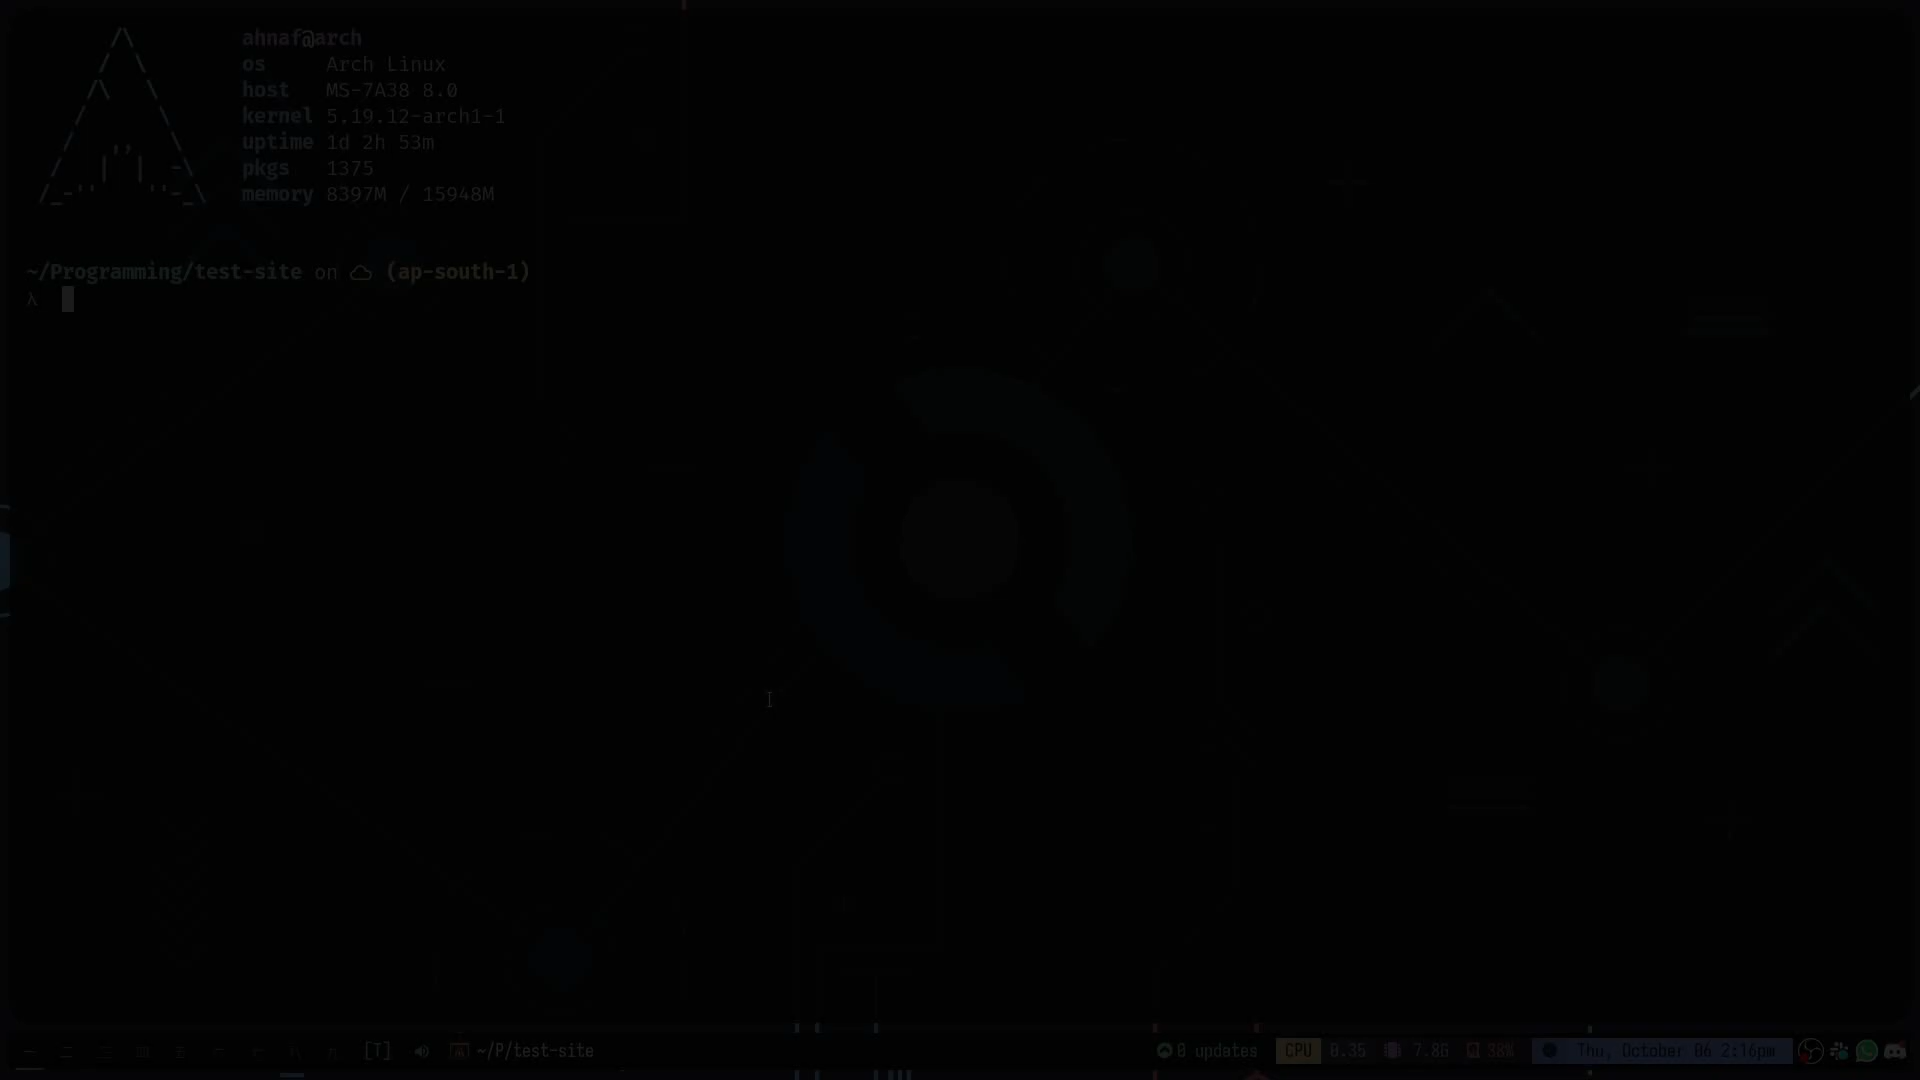 ahnaf@arch
os Arch Linux
host MS-7A38 8.0
kernel 5.19.12-arch1-1
uptime 1d 2h 53m
pkgs 1375
memory 8397M / 15948M
~/Programming/test-site on (ap-south-1)
λ
[T] ~/P/test-site 0 updates CPU 0.35 7.8G 38% Thu, October 06 2:16pm